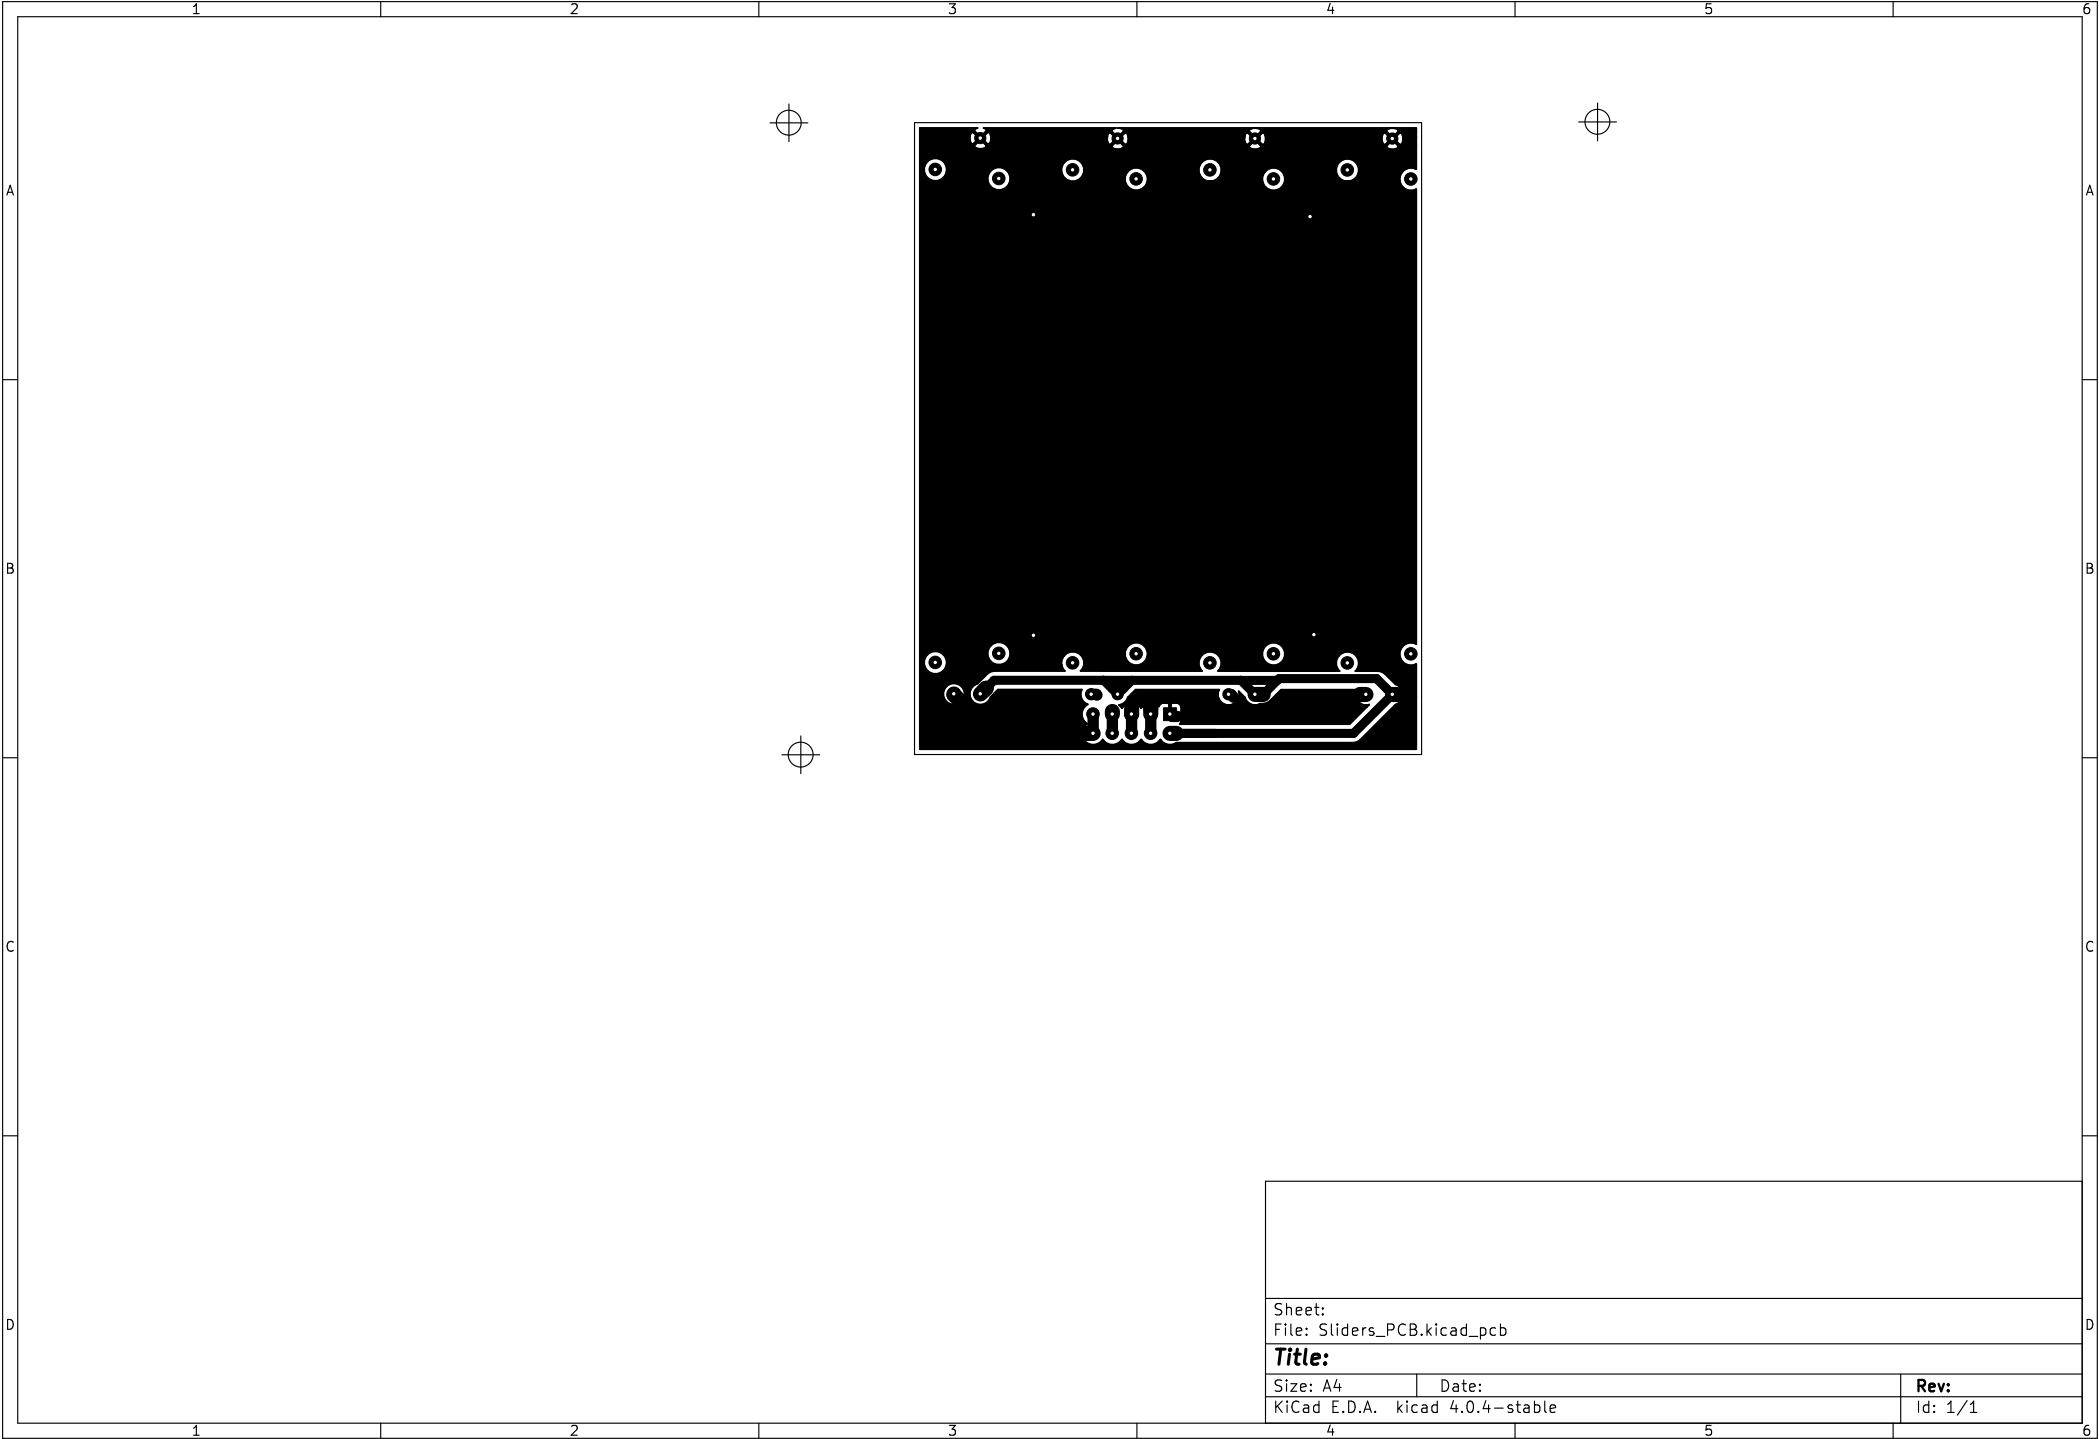 1 2 3 4 5 6
A A
B B
C C
D D
Sheet:
File: Sliders_PCB.kicad_pcb
Title:
Size: A4 Date: Rev:
KiCad E.D.A. kicad 4.0.4-stable Id: 1/1
1 2 3 4 5 6